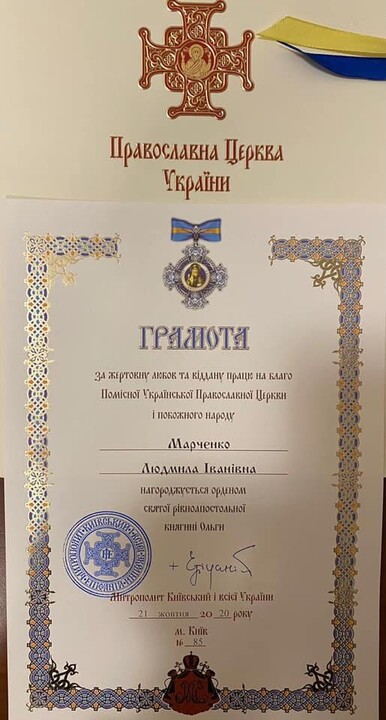 Православна Церква
України
ГРАМОТА
за жертовну любов та віддану працю на благо
Помісної Української Православної Церкви
і побожного народу
Марченко
Людмила Іванівна
нагороджується орденом
святої рівноапостольної
княгині Ольги
Митрополит Київський і всієї України
21 жовтня 2020 року
м. Київ
№ 85